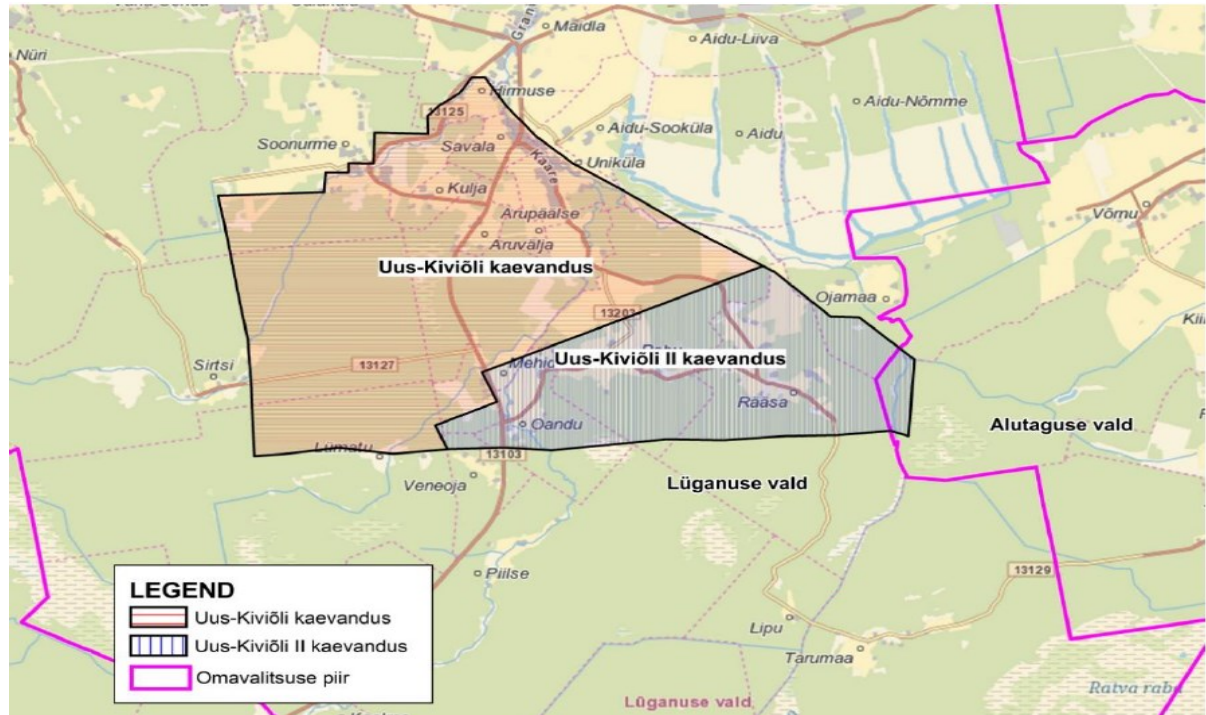 Maidla
Aidu-Liiva
Nüri
Hirmuse
13125
Aidu-Nõmme
Soonurme
Savala
Aidu-Sooküla
Aidu
Kaare
Uniküla
Kulja
Võrnu
Arupäälse
Aruvälja
Uus-Kiviõli kaevandus
Ojamaa
13203
Sirtsi
13127
Uus-Kiviõli II kaevandus
Rääsa
Oandu
Alutaguse vald
Lümatu
13103
Veneoja
Lüganuse vald
Piilse
13129
LEGEND
Uus-Kiviõli kaevandus
Uus-Kiviõli II kaevandus
Omavalitsuse piir
Lipu
Tarumaa
Ratva raba
Lüganuse vald